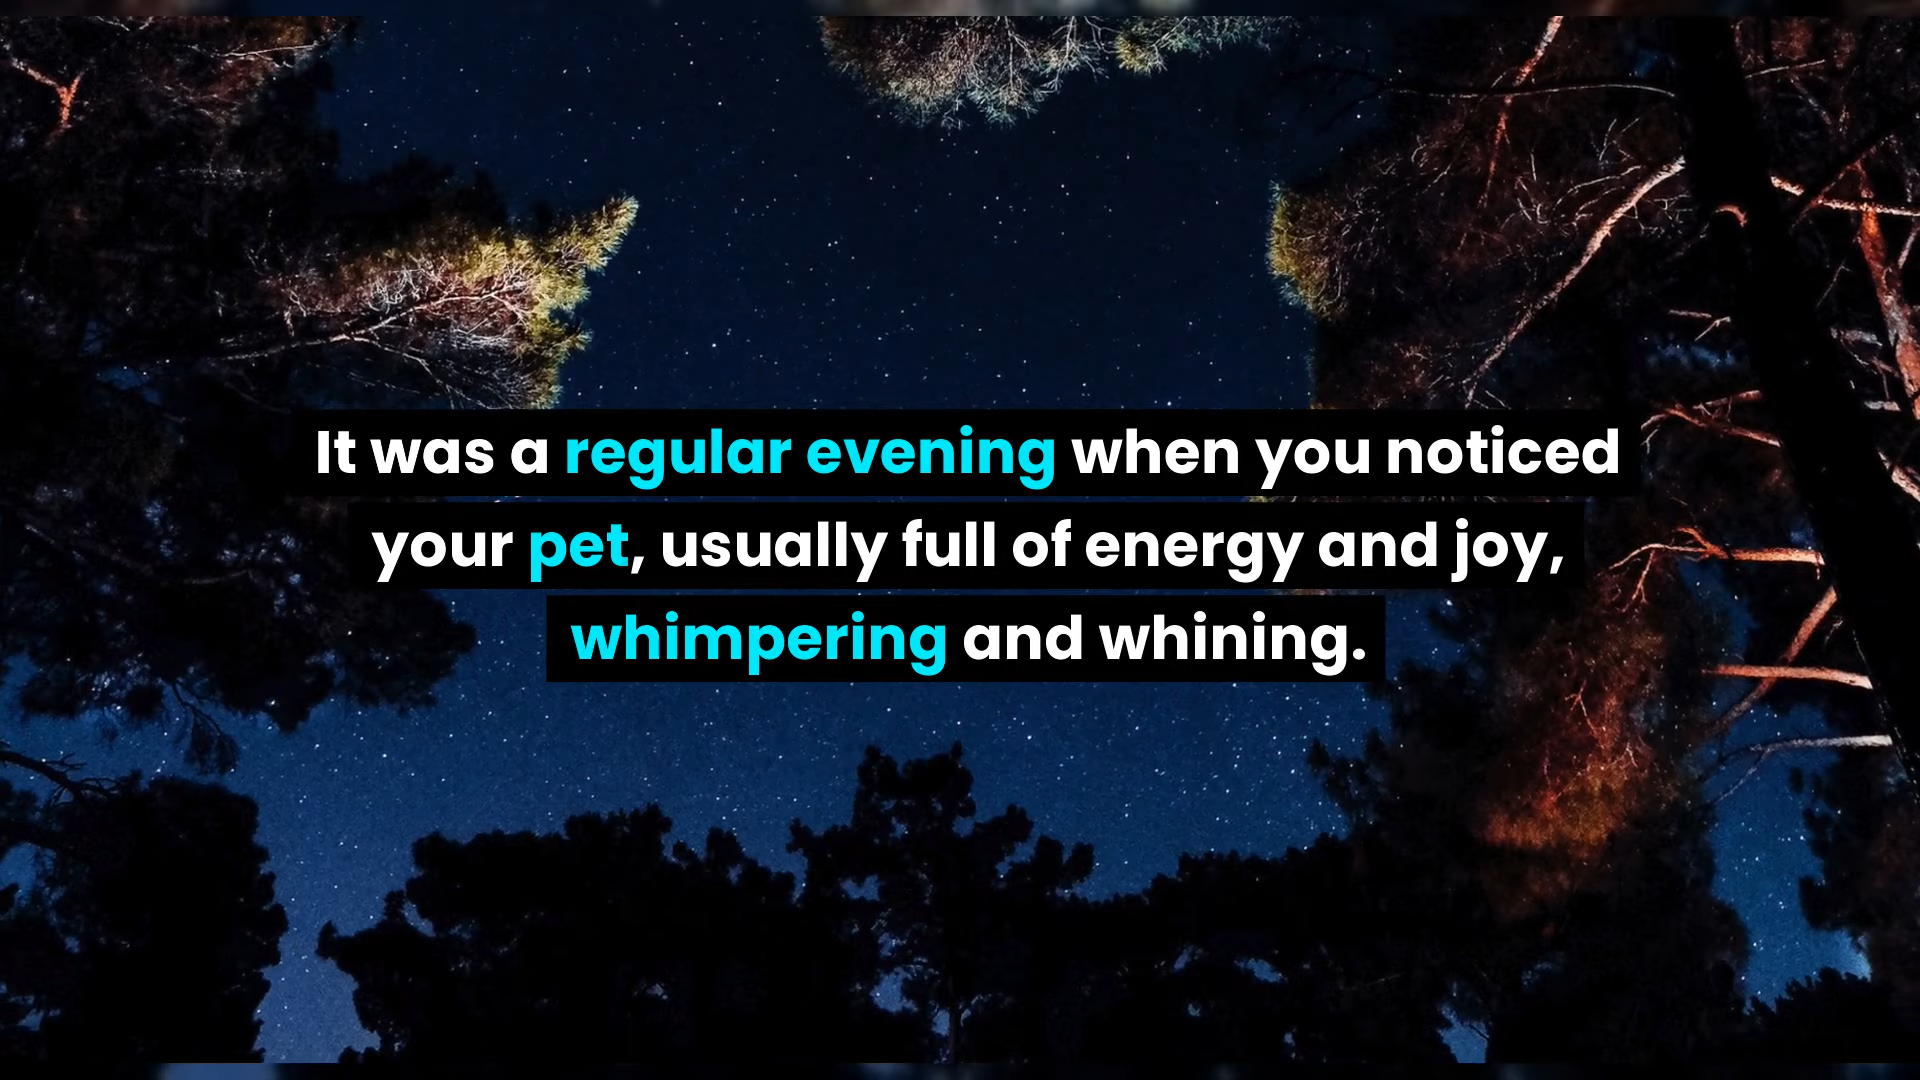 It was a regular evening when you noticed
your pet, usually full of energy and joy,
whimpering and whining.